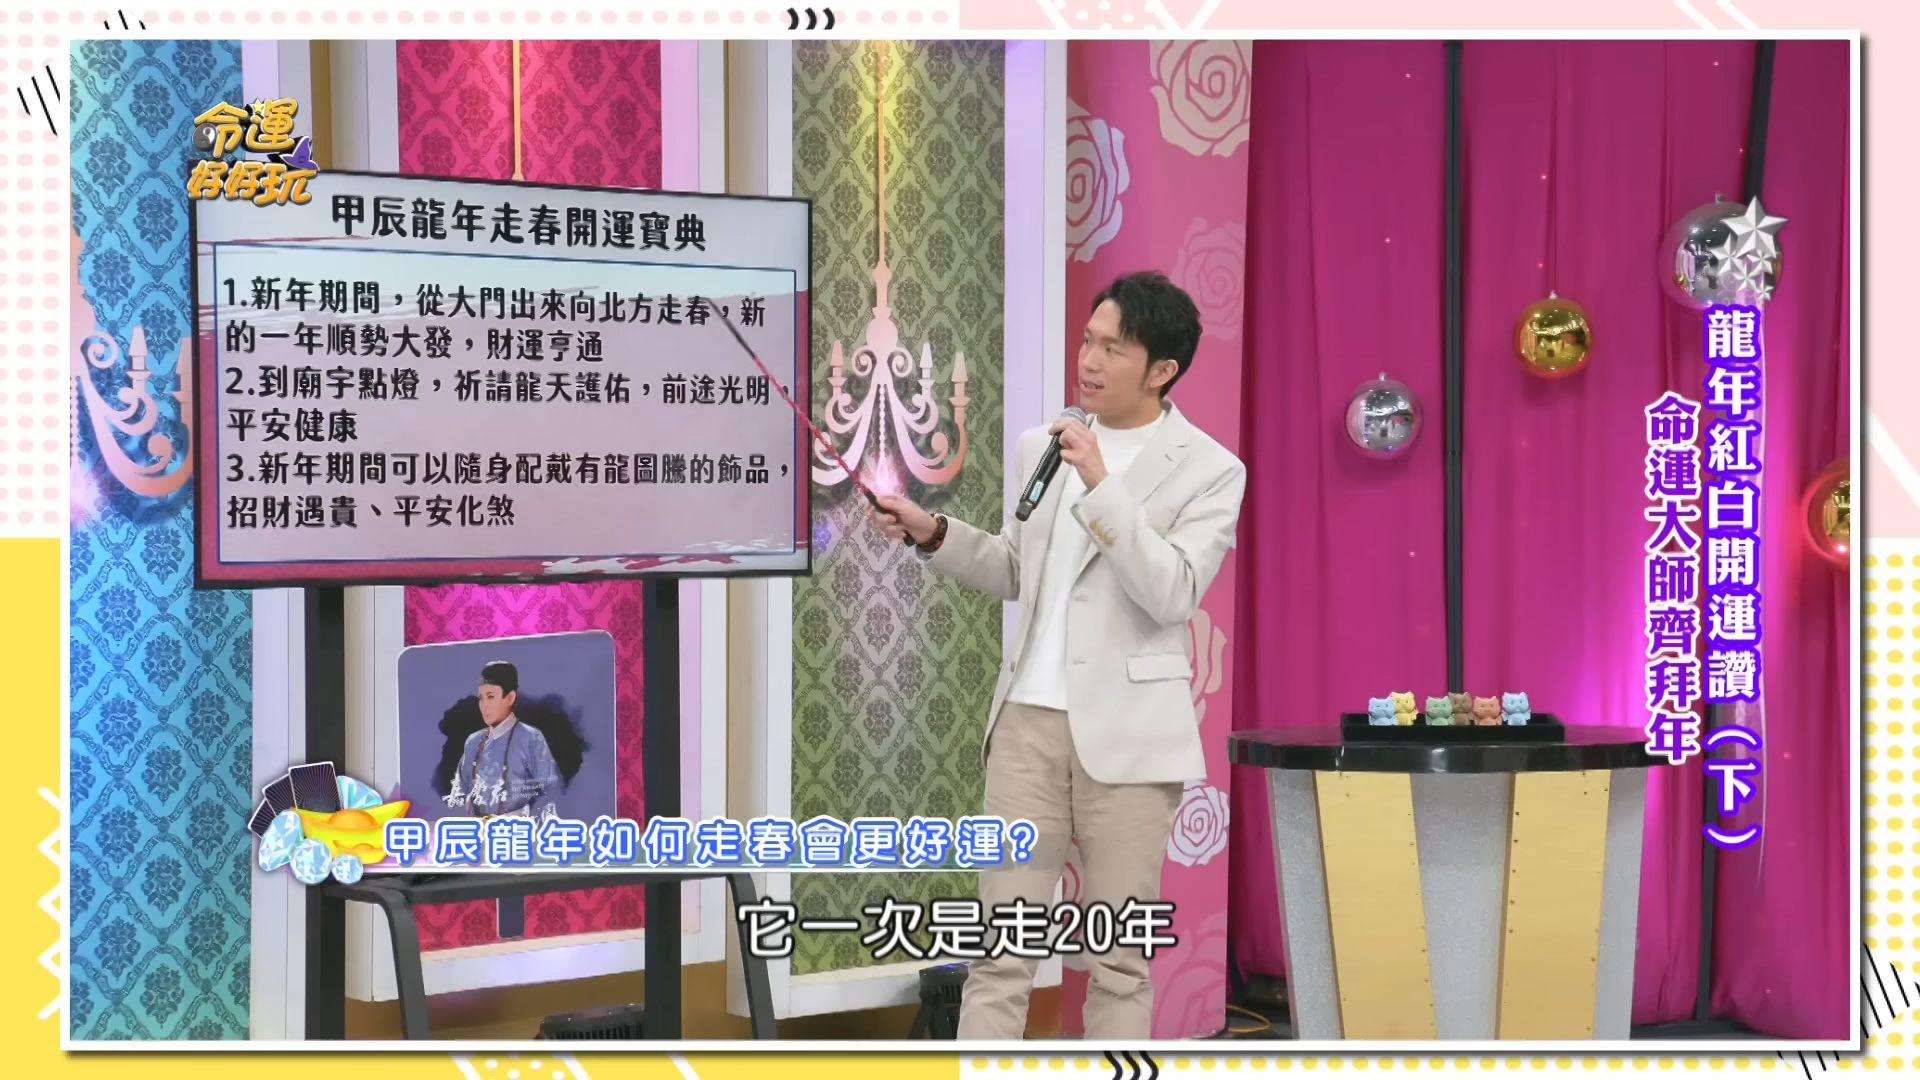 命運
好好玩
甲辰龍年走春開運寶典
1.新年期間，從大門出來向北方走春，新
的一年順勢大發，財運亨通
2.到廟宇點燈，祈請龍天護佑，前途光明，
平安健康
3.新年期間可以隨身配戴有龍圖騰的飾品，
招財遇貴、平安化煞
龍年紅白開運讚（下）
命運大師齊拜年
嘉慶君
甲辰龍年如何走春會更好運?
它一次是走20年